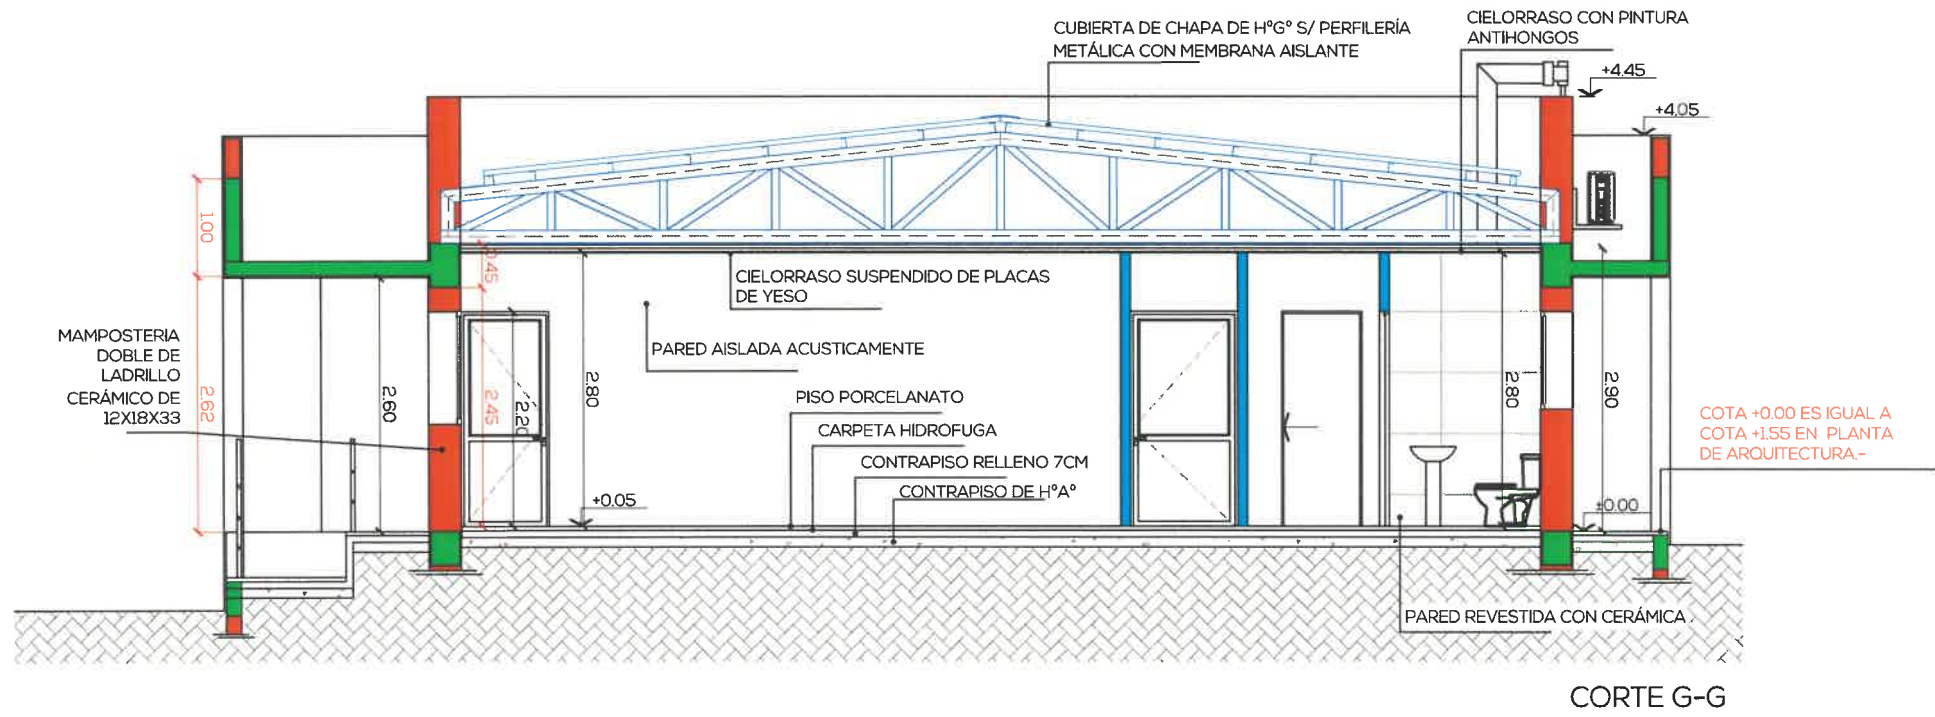 CUBIERTA DE CHAPA DE HºGº S/ PERFILERÍA
METÁLICA CON MEMBRANA AISLANTE
CIELORRASO CON PINTURA
ANTIHONGOS
+4.45
+4.05
1.00
0.45
CIELORRASO SUSPENDIDO DE PLACAS
DE YESO
MAMPOSTERIA
DOBLE DE
LADRILLO
CERÁMICO DE
12X18X33
PARED AISLADA ACUSTICAMENTE
2.62
2.60
2.45
2.20
2.80
2.80
2.90
PISO PORCELANATO
CARPETA HIDROFUGA
CONTRAPISO RELLENO 7CM
CONTRAPISO DE HºAº
+0.05
±0.00
COTA +0.00 ES IGUAL A
COTA +1.55 EN PLANTA
DE ARQUITECTURA.-
PARED REVESTIDA CON CERÁMICA .
CORTE G-G